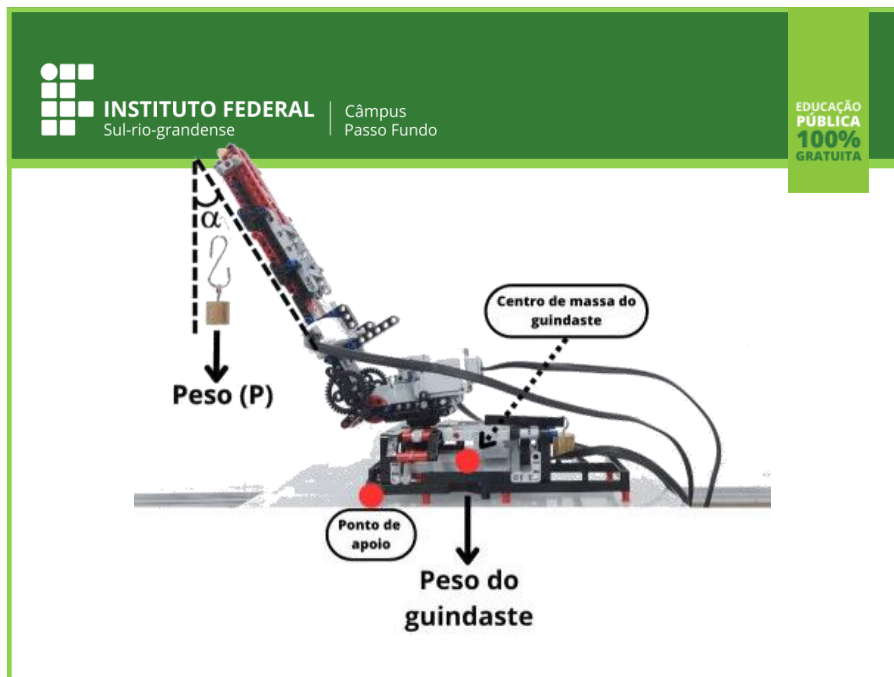 INSTITUTO FEDERAL
Sul-rio-grandense
Câmpus
Passo Fundo
EDUCAÇÃO
PÚBLICA
100%
GRATUITA
α
Centro de massa do
guindaste
Peso (P)
Ponto de
apoio
Peso do
guindaste